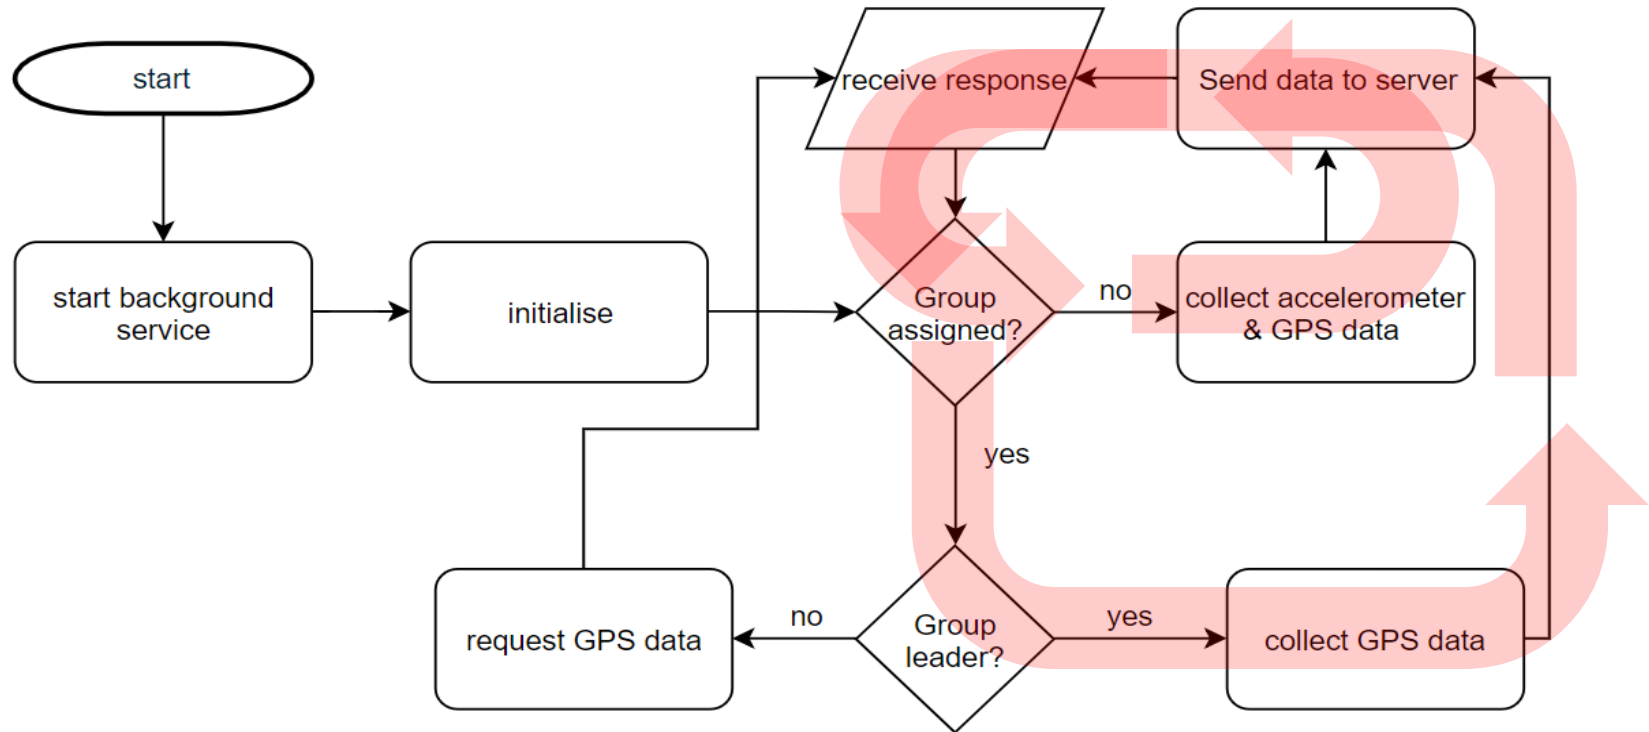 start
receive response
Send data to server
start background
service
initialise
Group
assigned?
no
collect accelerometer
& GPS data
yes
request GPS data
no
Group
leader?
yes
collect GPS data